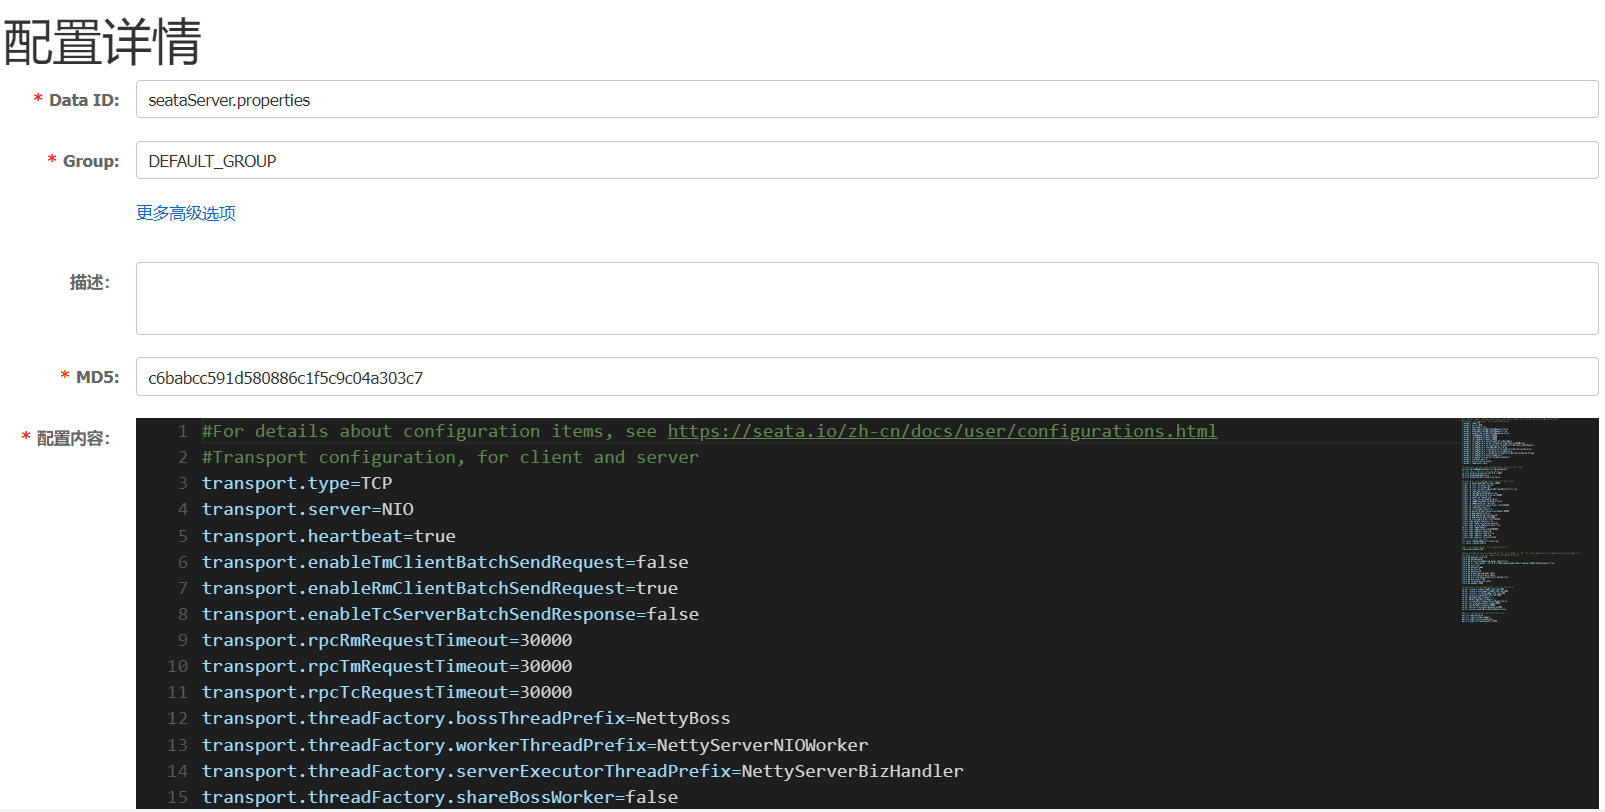 配置详情
* Data ID: seataServer.properties
* Group: DEFAULT_GROUP
更多高级选项
描述:
* MD5: c6babcc591d580886c1f5c9c04a303c7
* 配置内容:
1 #For details about configuration items, see https://seata.io/zh-cn/docs/user/configurations.html
2 #Transport configuration, for client and server
3 transport.type=TCP
4 transport.server=NIO
5 transport.heartbeat=true
6 transport.enableTmClientBatchSendRequest=false
7 transport.enableRmClientBatchSendRequest=true
8 transport.enableTcServerBatchSendResponse=false
9 transport.rpcRmRequestTimeout=30000
10 transport.rpcTmRequestTimeout=30000
11 transport.rpcTcRequestTimeout=30000
12 transport.threadFactory.bossThreadPrefix=NettyBoss
13 transport.threadFactory.workerThreadPrefix=NettyServerNIOWorker
14 transport.threadFactory.serverExecutorThreadPrefix=NettyServerBizHandler
15 transport.threadFactory.shareBossWorker=false